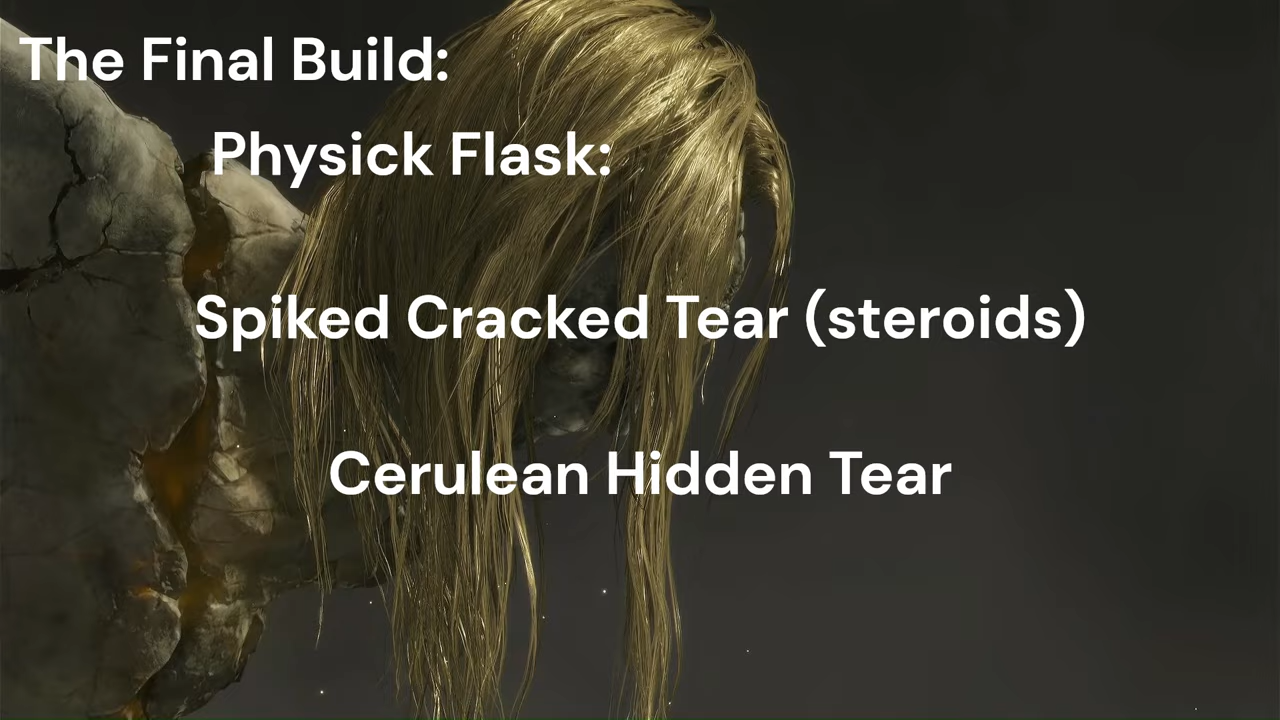 The Final Build:
Physick Flask:
Spiked Cracked Tear (steroids)
Cerulean Hidden Tear